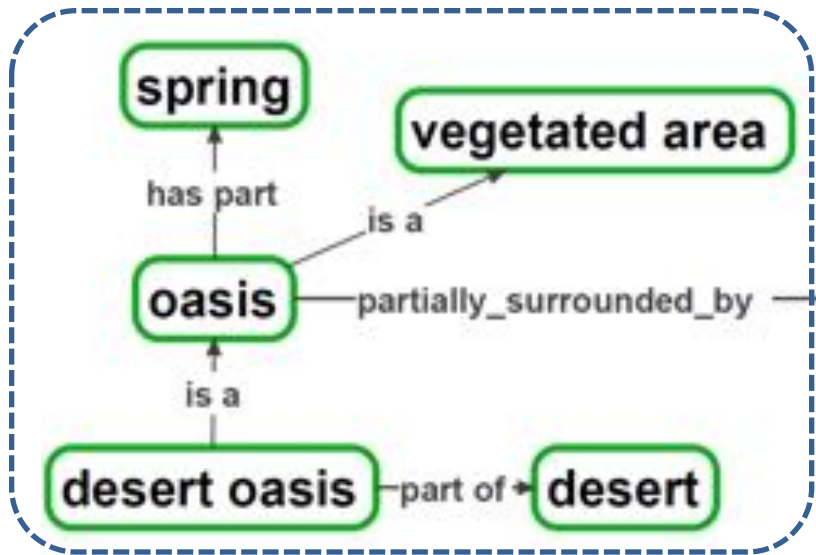 spring
vegetated area
has part
is a
oasis
partially_surrounded_by
is a
desert oasis
part of
desert